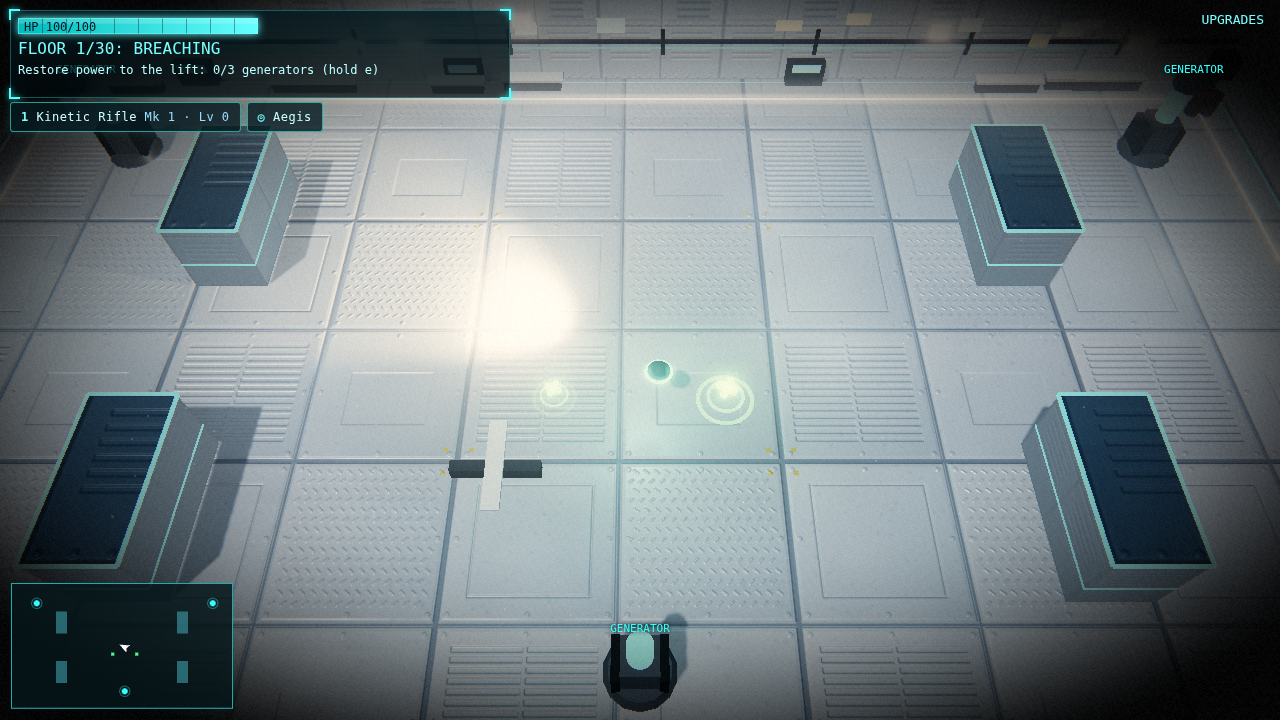 HP 100/100
UPGRADES
FLOOR 1/30: BREACHING
Restore power to the lift: 0/3 generators (hold e)
GENERATOR
1 Kinetic Rifle Mk 1 · Lv 0
◎ Aegis
GENERATOR